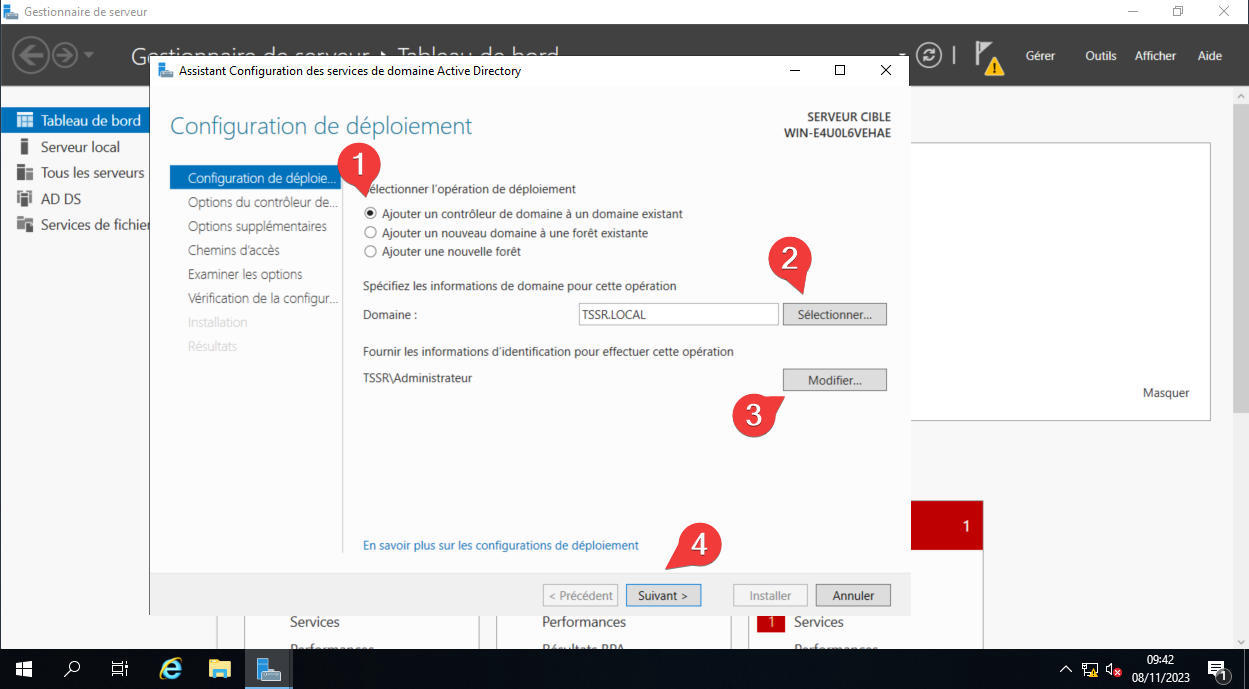 Gestionnaire de serveur
Gestionnaire de serveur ▸ Tableau de bord
Gérer
Outils
Afficher
Aide
Assistant Configuration des services de domaine Active Directory
Tableau de bord
Serveur local
Tous les serveurs
AD DS
Services de fichier
Configuration de déploiement
SERVEUR CIBLE
WIN-E4U0L6VEHAE
Configuration de déploie...
Options du contrôleur de...
Options supplémentaires
Chemins d'accès
Examiner les options
Vérification de la configur...
Installation
Résultats
1
électionner l'opération de déploiement
Ajouter un contrôleur de domaine à un domaine existant
Ajouter un nouveau domaine à une forêt existante
Ajouter une nouvelle forêt
2
Spécifiez les informations de domaine pour cette opération
Domaine :
TSSR.LOCAL
Sélectionner...
Fournir les informations d'identification pour effectuer cette opération
TSSR\Administrateur
Modifier...
3
Masquer
En savoir plus sur les configurations de déploiement
4
< Précédent
Suivant >
Installer
Annuler
1
Services
Performances
1
Services
Performances
Résultats BPA
Performances
09:42
08/11/2023
1